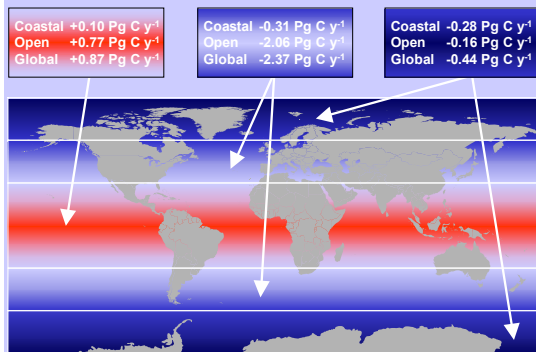 Coastal +0.10 Pg C y⁻¹
Open +0.77 Pg C y⁻¹
Global +0.87 Pg C y⁻¹
Coastal -0.31 Pg C y⁻¹
Open -2.06 Pg C y⁻¹
Global -2.37 Pg C y⁻¹
Coastal -0.28 Pg C y⁻¹
Open -0.16 Pg C y⁻¹
Global -0.44 Pg C y⁻¹